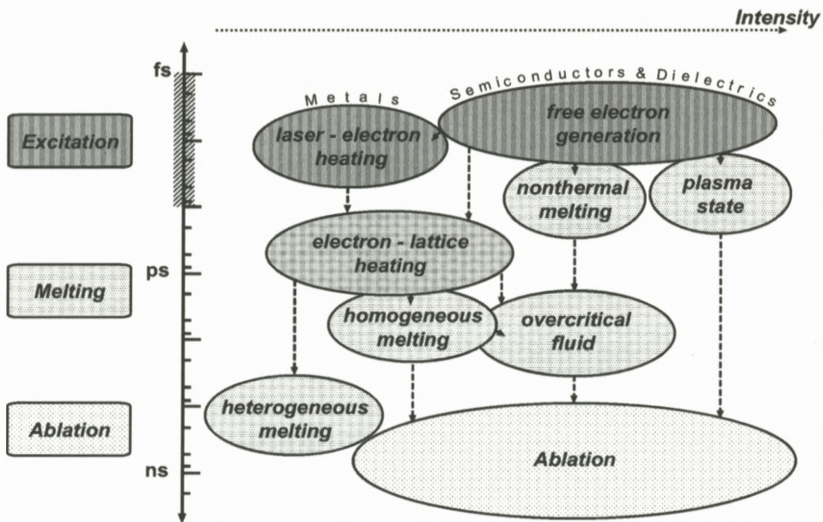 Intensity
fs
Metals
Semiconductors & Dielectrics
Excitation
laser - electron
heating
free electron
generation
nonthermal
melting
plasma
state
electron - lattice
heating
ps
Melting
homogeneous
melting
overcritical
fluid
heterogeneous
melting
Ablation
Ablation
ns